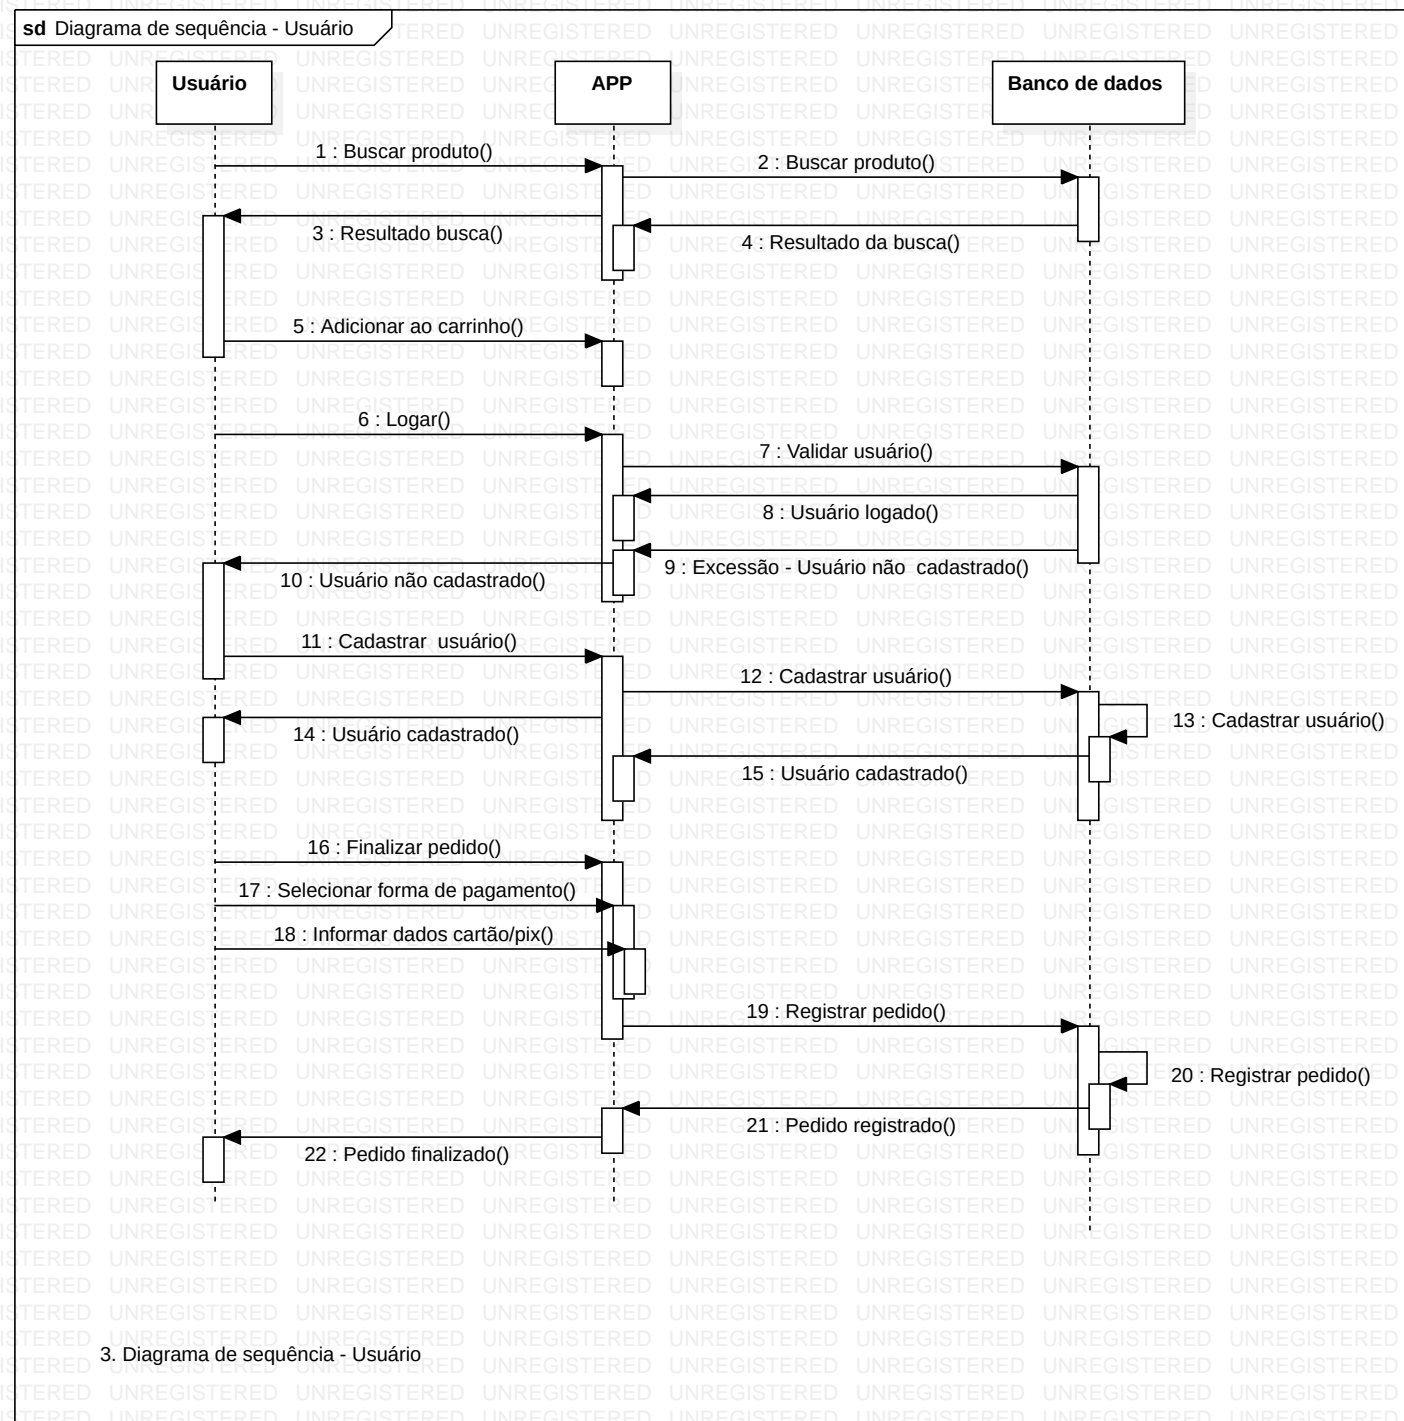 sd Diagrama de sequência - Usuário
Usuário
APP
Banco de dados
1 : Buscar produto()
2 : Buscar produto()
3 : Resultado busca()
4 : Resultado da busca()
5 : Adicionar ao carrinho()
6 : Logar()
7 : Validar usuário()
8 : Usuário logado()
9 : Excessão - Usuário não  cadastrado()
10 : Usuário não cadastrado()
11 : Cadastrar  usuário()
12 : Cadastrar usuário()
13 : Cadastrar usuário()
14 : Usuário cadastrado()
15 : Usuário cadastrado()
16 : Finalizar pedido()
17 : Selecionar forma de pagamento()
18 : Informar dados cartão/pix()
19 : Registrar pedido()
20 : Registrar pedido()
21 : Pedido registrado()
22 : Pedido finalizado()
3. Diagrama de sequência - Usuário
UNREGISTERED